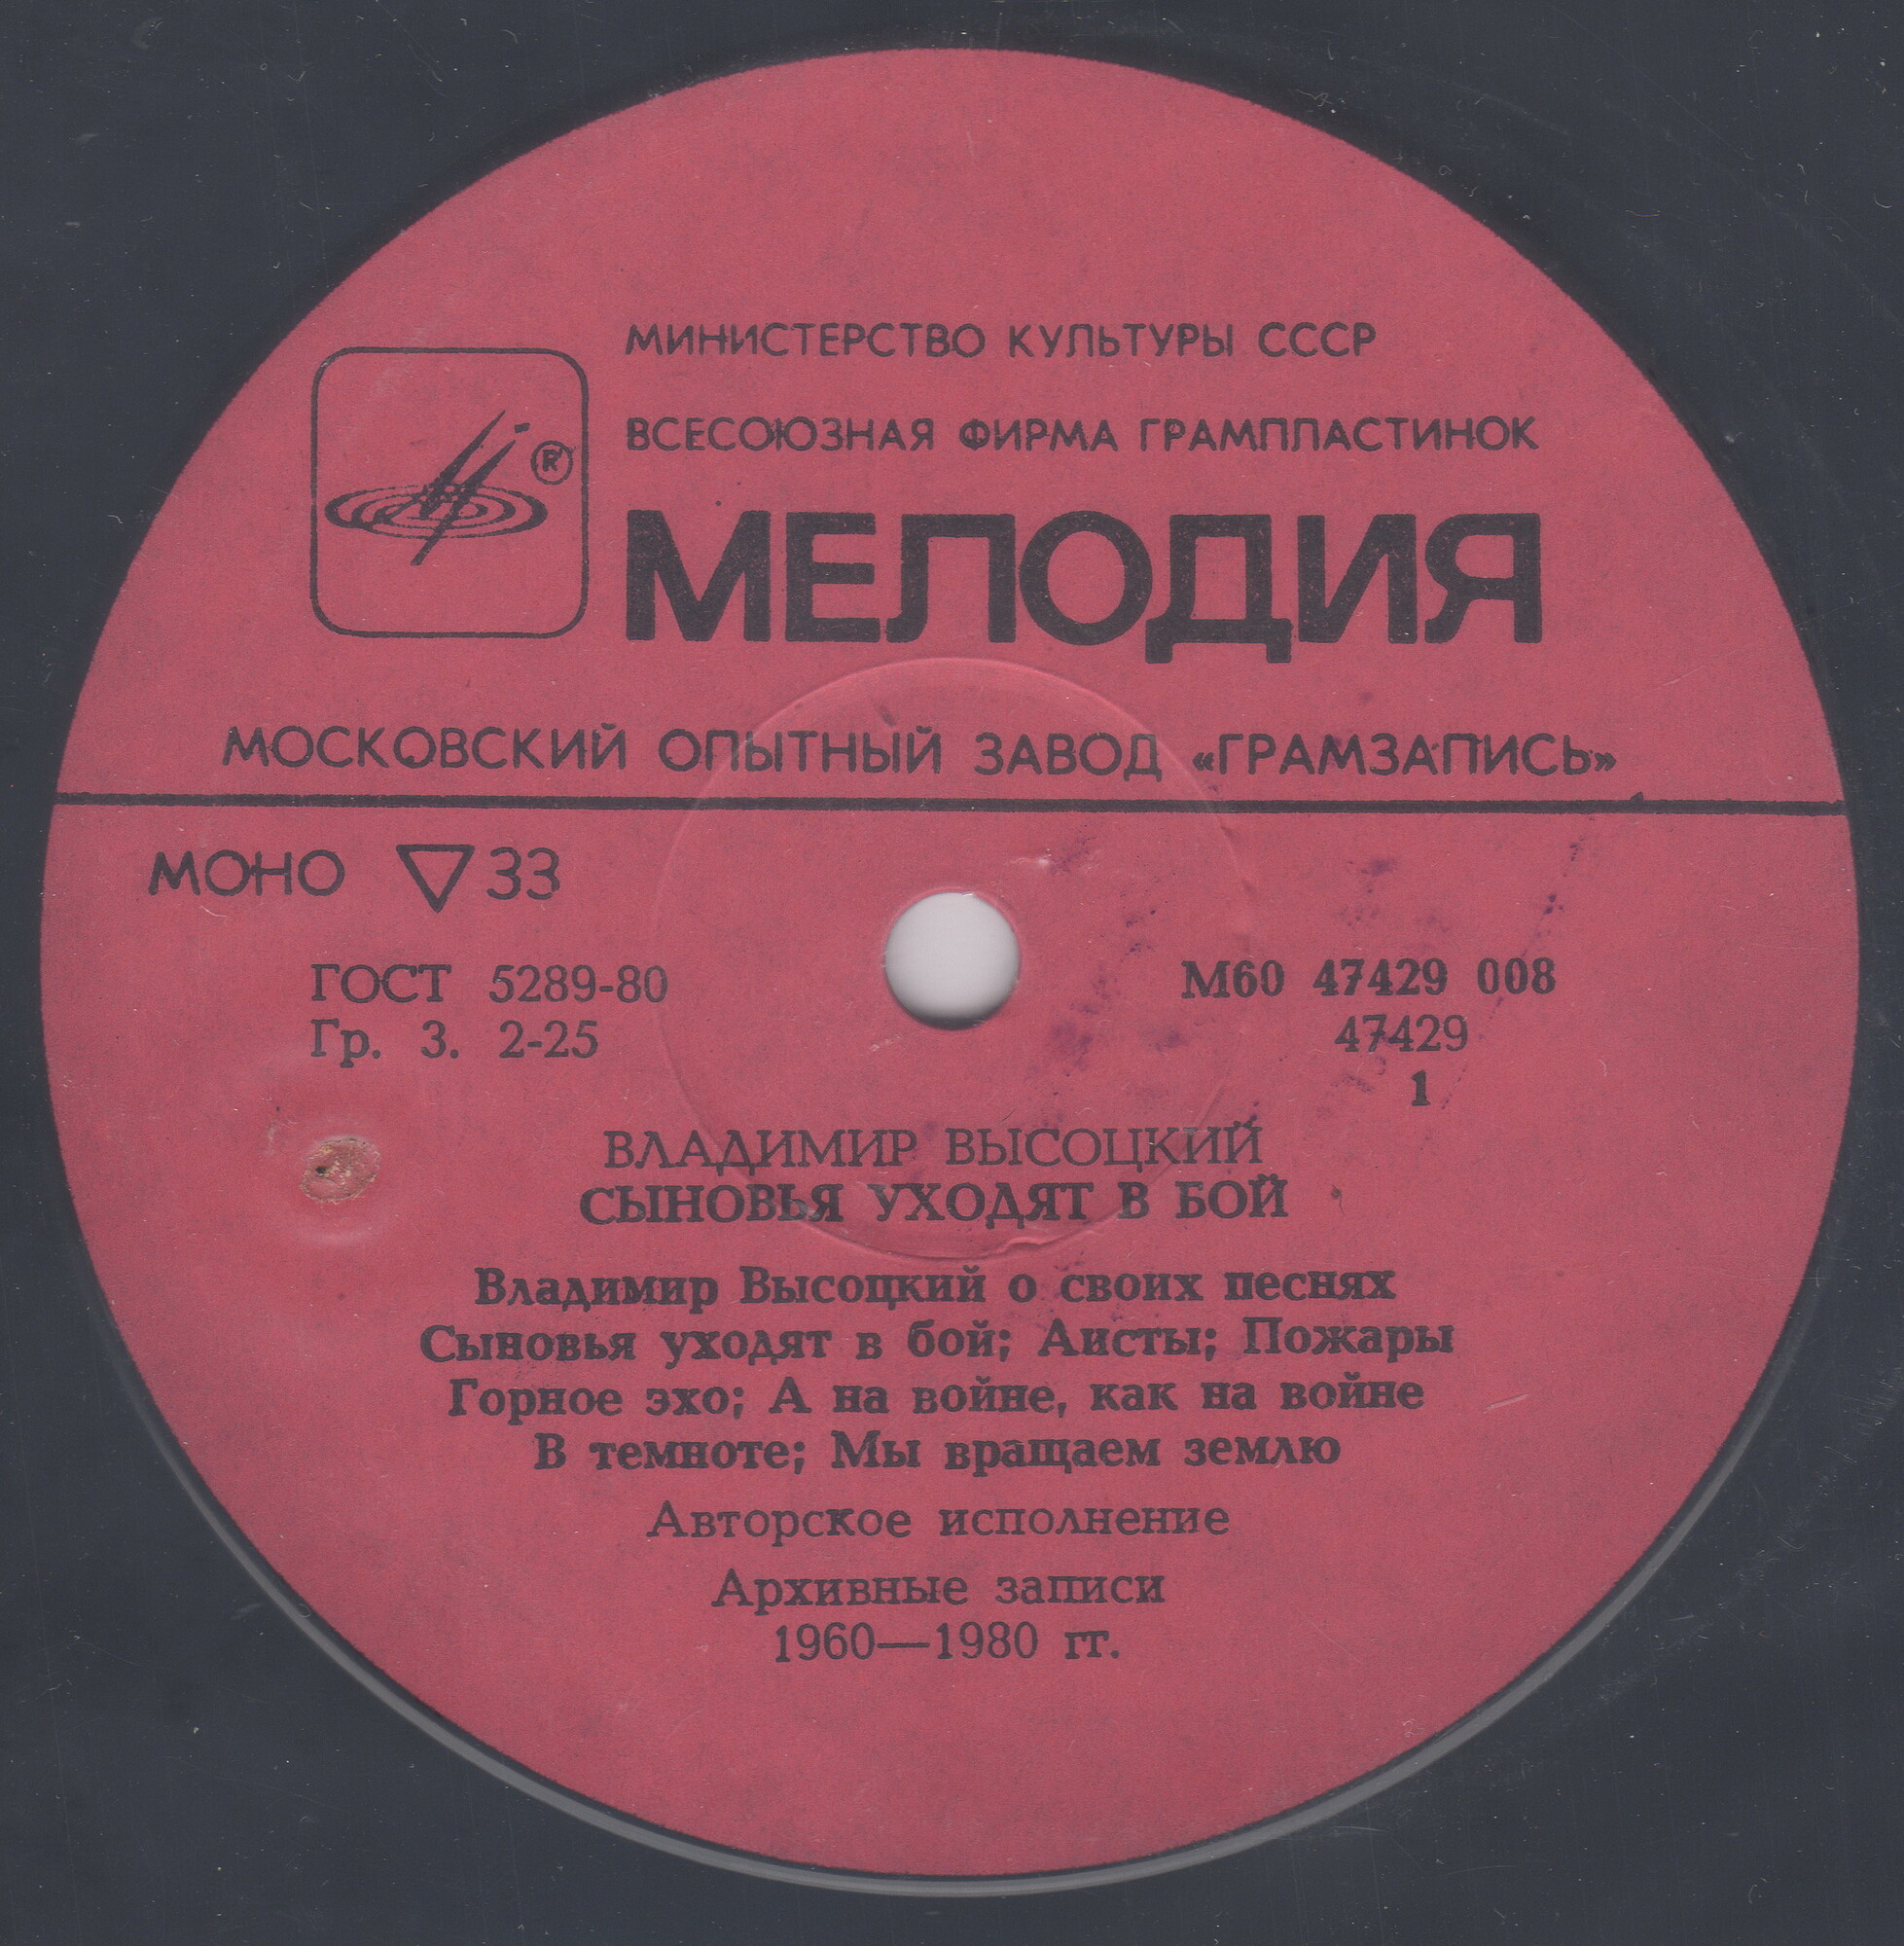 МИНИСТЕРСТВО КУЛЬТУРЫ СССР
ВСЕСОЮЗНАЯ ФИРМА ГРАМПЛАСТИНОК
®
МЕЛОДИЯ
МОСКОВСКИЙ ОПЫТНЫЙ ЗАВОД «ГРАМЗАПИСЬ»
МОНО ▽ 33
ГОСТ 5289-80
Гр. 3. 2-25
М60 47429 008
47429
1
ВЛАДИМИР ВЫСОЦКИЙ
СЫНОВЬЯ УХОДЯТ В БОЙ
Владимир Высоцкий о своих песнях
Сыновья уходят в бой; Аисты; Пожары
Горное эхо; А на войне, как на войне
В темноте; Мы вращаем землю
Авторское исполнение
Архивные записи
1960—1980 гг.